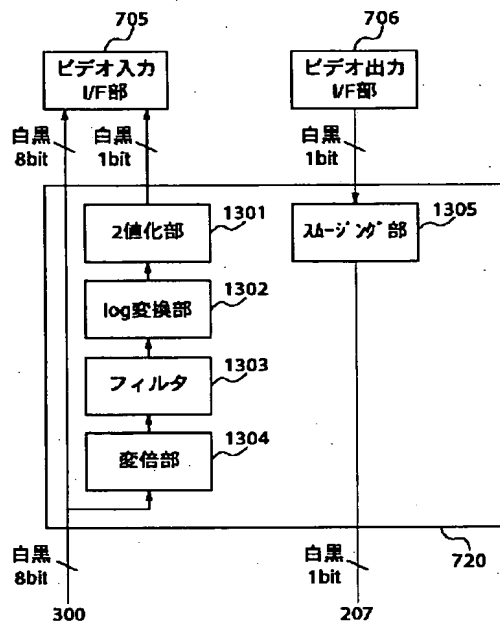 705
706
ビデオ入力
I/F部
ビデオ出力
I/F部
白黒
8bit
白黒
1bit
白黒
1bit
2値化部
1301
スムージング部
1305
log変換部
1302
フィルタ
1303
変倍部
1304
白黒
8bit
白黒
1bit
720
300
207